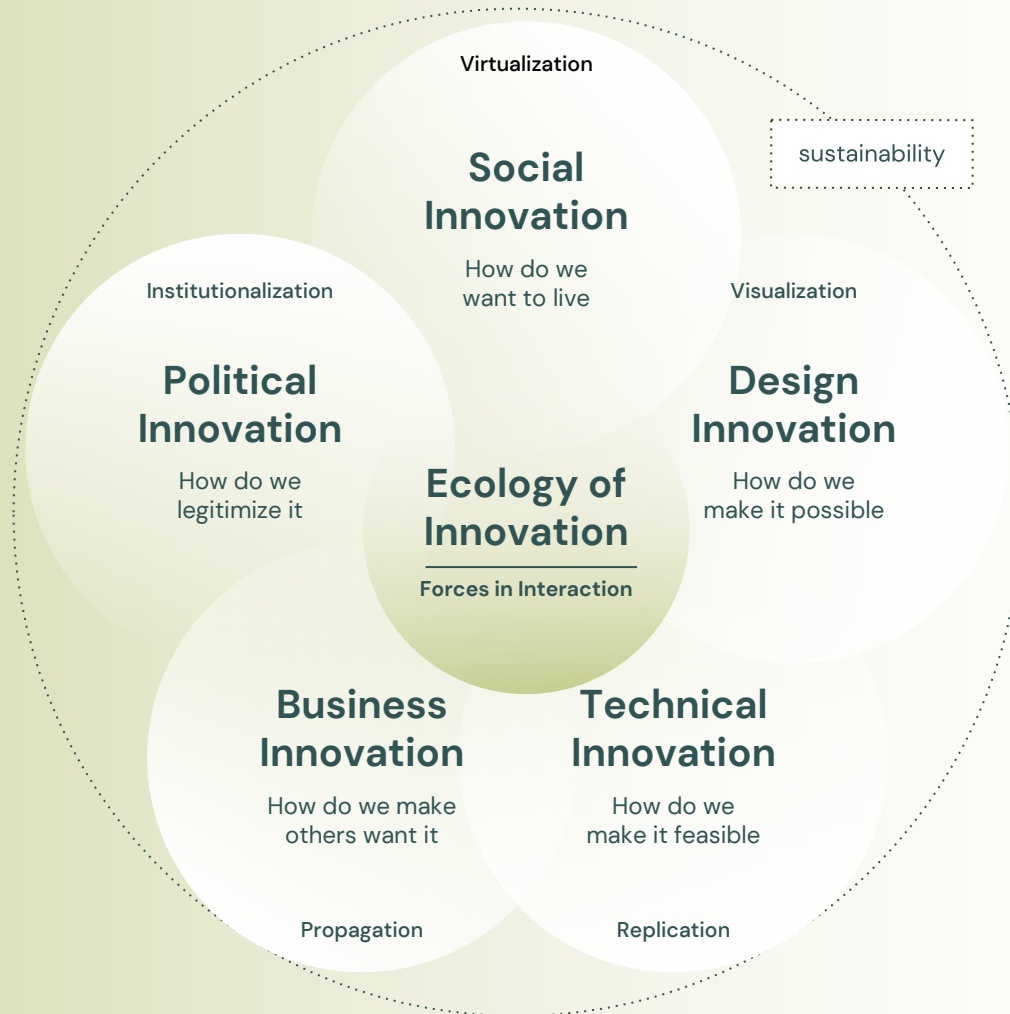 Virtualization
Social
Innovation
How do we
want to live
sustainability
Institutionalization
Political
Innovation
How do we
legitimize it
Visualization
Design
Innovation
How do we
make it possible
Ecology of
Innovation
Forces in Interaction
Business
Innovation
How do we make
others want it
Propagation
Technical
Innovation
How do we
make it feasible
Replication